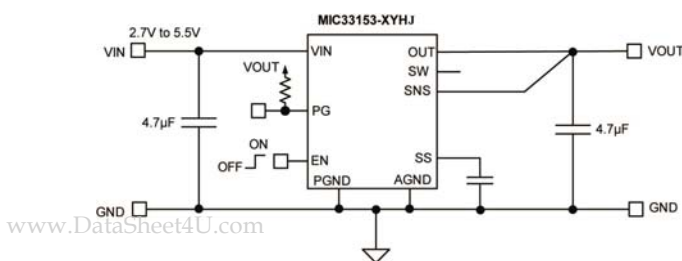 MIC33153-XYHJ
2.7V to 5.5V
VIN
VIN
OUT
VOUT
VOUT
SW
SNS
PG
4.7µF
4.7µF
ON
OFF
EN
SS
PGND
AGND
GND
GND
www.DataSheet4U.com